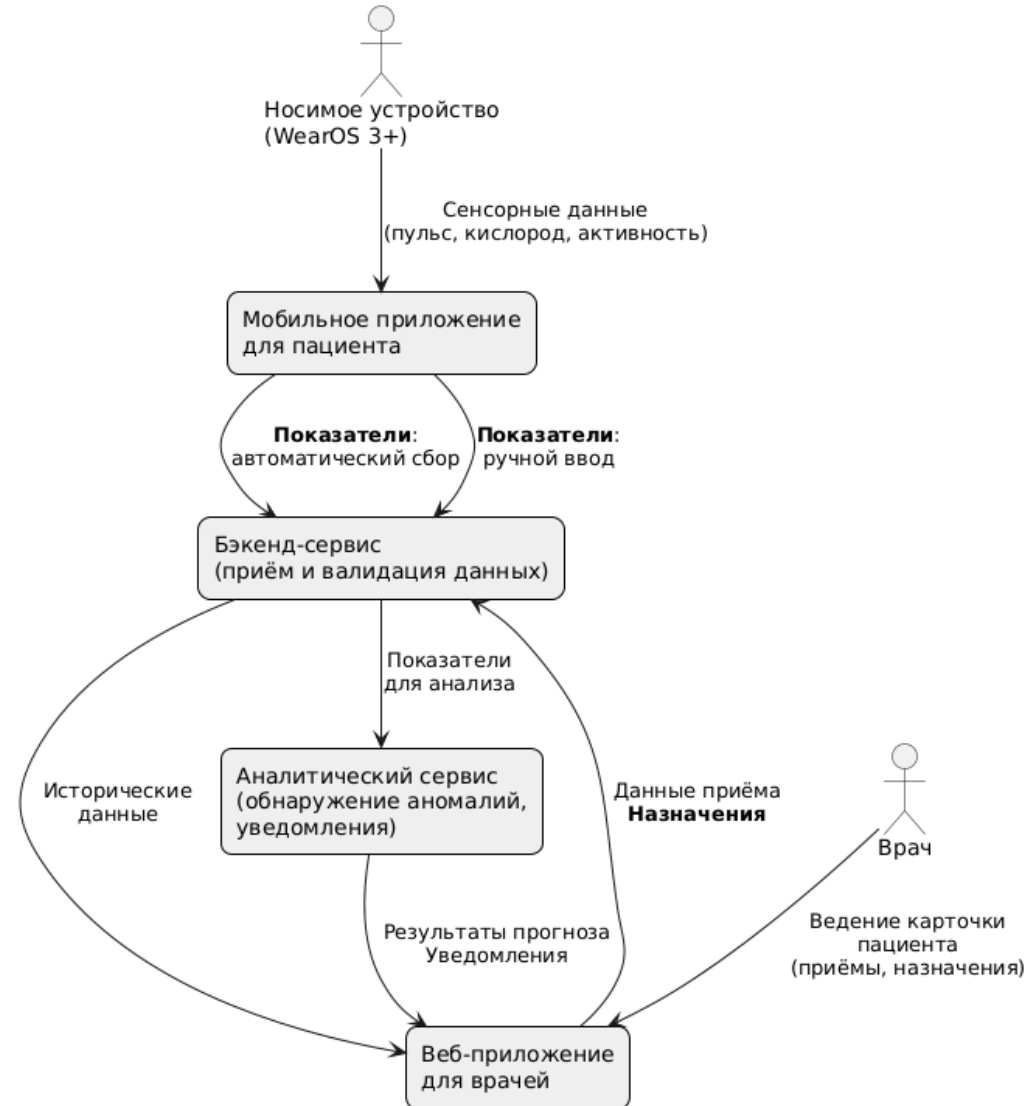 Носимое устройство
(WearOS 3+)
Сенсорные данные
(пульс, кислород, активность)
Мобильное приложение
для пациента
Показатели:
автоматический сбор
Показатели:
ручной ввод
Бэкенд-сервис
(приём и валидация данных)
Показатели
для анализа
Исторические
данные
Аналитический сервис
(обнаружение аномалий,
уведомления)
Данные приёма
Назначения
Врач
Результаты прогноза
Уведомления
Ведение карточки
пациента
(приёмы, назначения)
Веб-приложение
для врачей